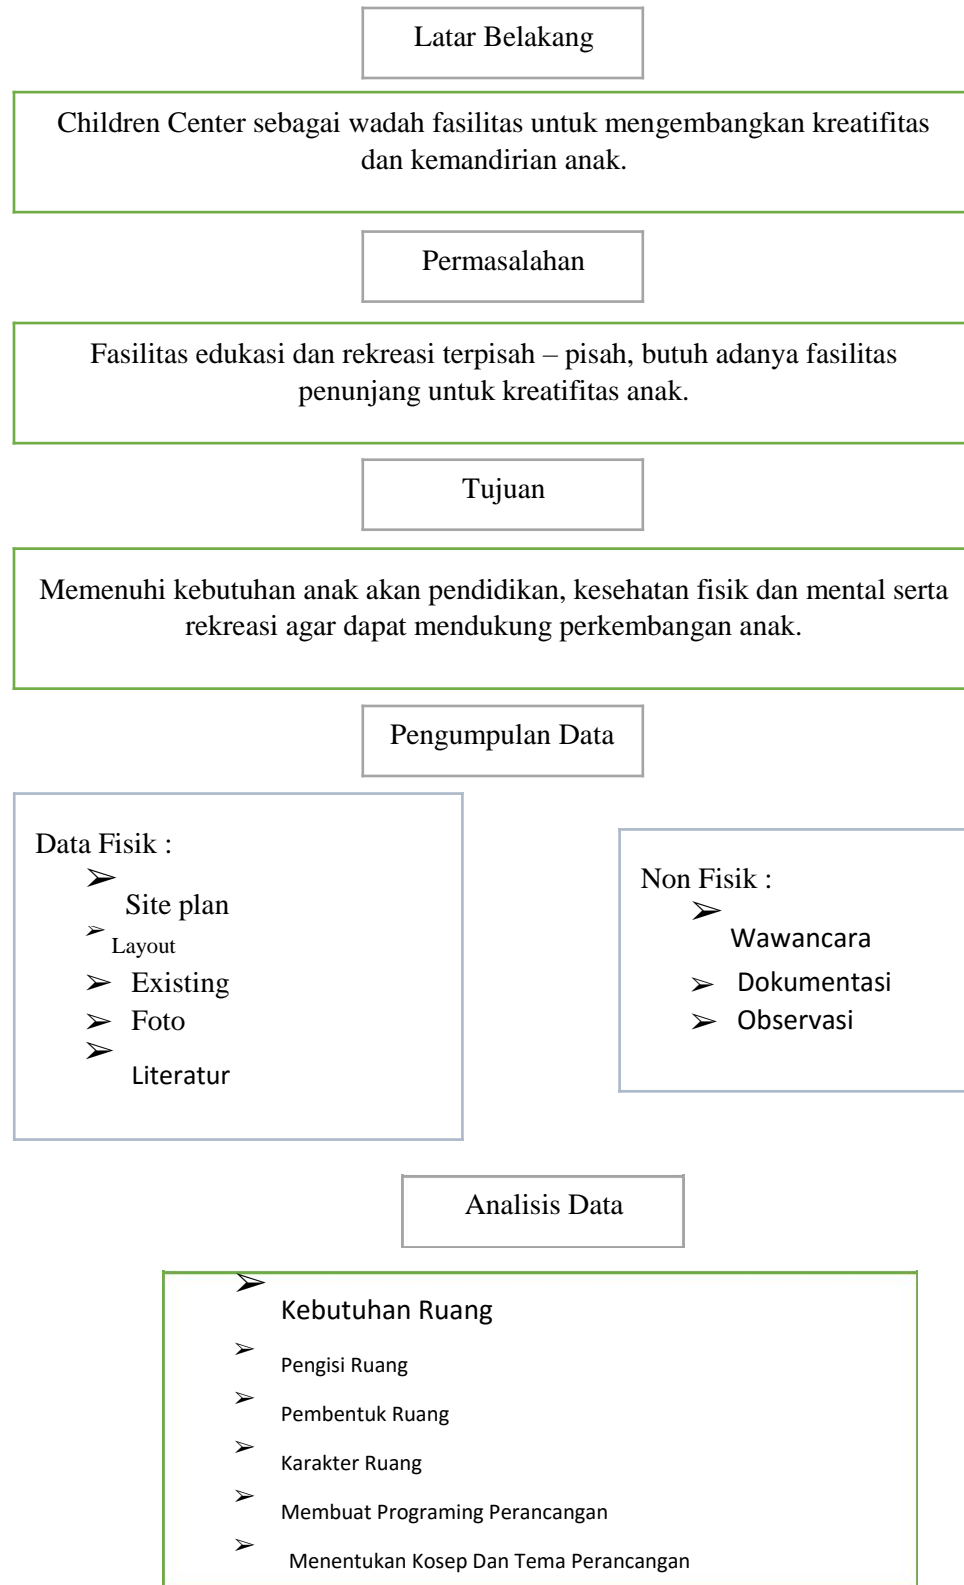 Latar Belakang
Children Center sebagai wadah fasilitas untuk mengembangkan kreatifitas
dan kemandirian anak.
Permasalahan
Fasilitas edukasi dan rekreasi terpisah – pisah, butuh adanya fasilitas
penunjang untuk kreatifitas anak.
Tujuan
Memenuhi kebutuhan anak akan pendidikan, kesehatan fisik dan mental serta
rekreasi agar dapat mendukung perkembangan anak.
Pengumpulan Data
Data Fisik :
➢ Site plan
➢ Layout
➢ Existing
➢ Foto
➢ Literatur
Non Fisik :
➢ Wawancara
➢ Dokumentasi
➢ Observasi
Analisis Data
➢ Kebutuhan Ruang
➢ Pengisi Ruang
➢ Pembentuk Ruang
➢ Karakter Ruang
➢ Membuat Programing Perancangan
➢ Menentukan Kosep Dan Tema Perancangan